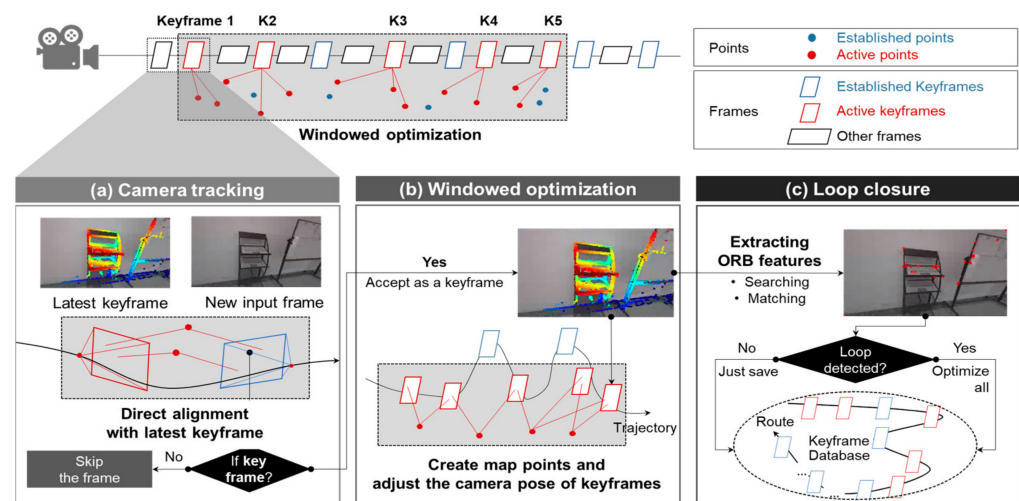 Keyframe 1
K2
K3
K4
K5
Windowed optimization
Points
Established points
Active points
Frames
Established Keyframes
Active keyframes
Other frames
(a) Camera tracking
Latest keyframe
New input frame
Direct alignment
with latest keyframe
If key
frame?
No
Skip
the frame
(b) Windowed optimization
Yes
Accept as a keyframe
Trajectory
Create map points and
adjust the camera pose of keyframes
(c) Loop closure
Extracting
ORB features
• Searching
• Matching
Loop
detected?
No
Just save
Yes
Optimize
all
Route
Keyframe
Database
...
...